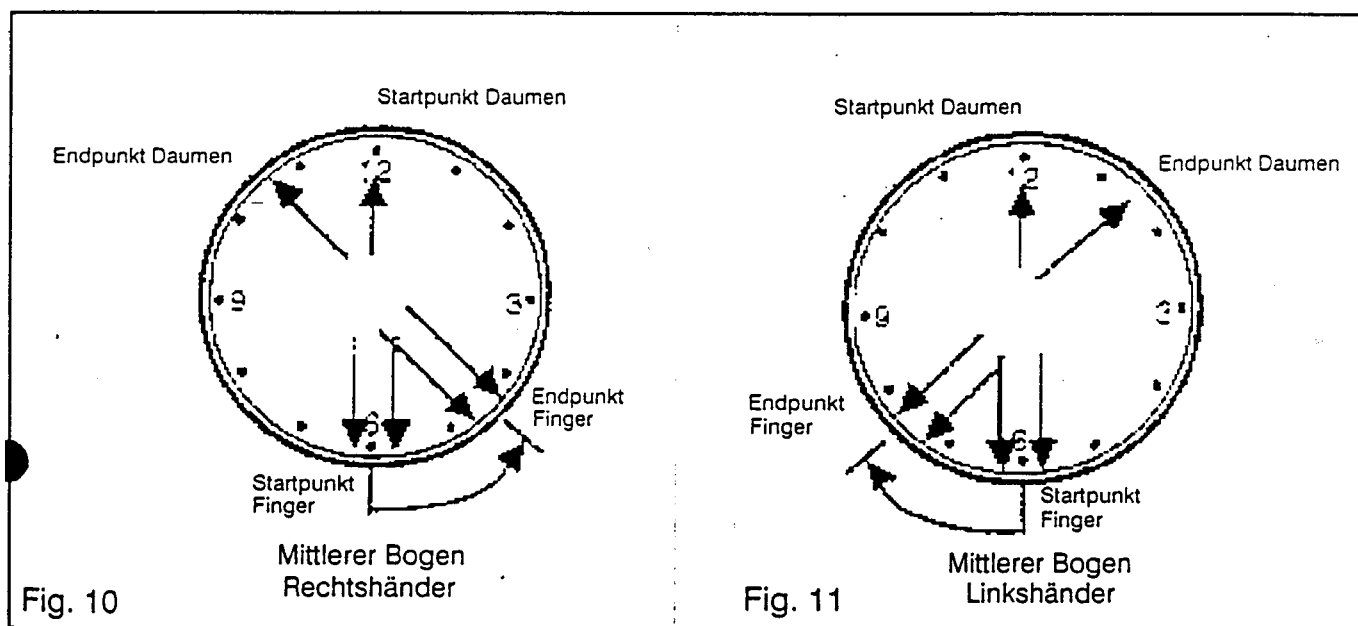 Startpunkt Daumen
Endpunkt Daumen
12
9
3
6
Endpunkt
Finger
Startpunkt
Finger
Mittlerer Bogen
Rechtshänder
Fig. 10
Startpunkt Daumen
Endpunkt Daumen
12
9
3
6
Endpunkt
Finger
Startpunkt
Finger
Mittlerer Bogen
Linkshänder
Fig. 11